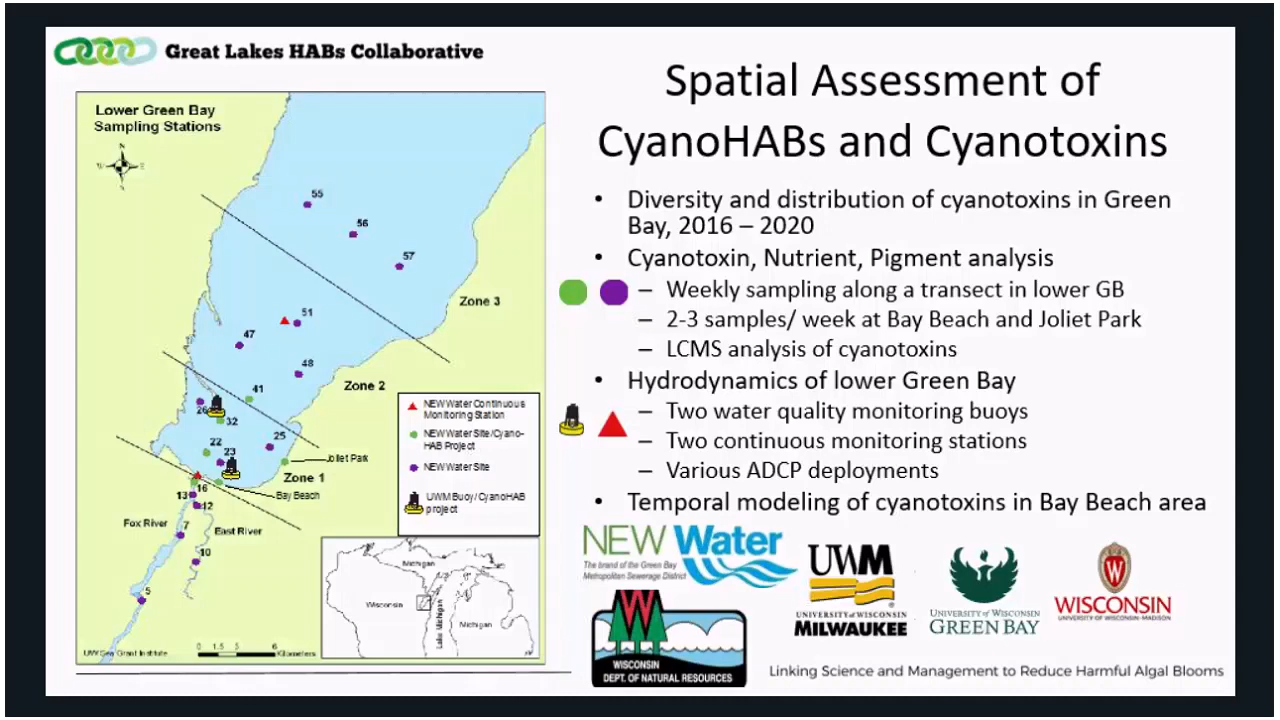 Great Lakes HABs Collaborative
Spatial Assessment of
CyanoHABs and Cyanotoxins
• Diversity and distribution of cyanotoxins in Green
Bay, 2016 – 2020
• Cyanotoxin, Nutrient, Pigment analysis
– Weekly sampling along a transect in lower GB
– 2-3 samples/ week at Bay Beach and Joliet Park
– LCMS analysis of cyanotoxins
• Hydrodynamics of lower Green Bay
– Two water quality monitoring buoys
– Two continuous monitoring stations
– Various ADCP deployments
• Temporal modeling of cyanotoxins in Bay Beach area
Lower Green Bay
Sampling Stations
N
W
E
S
55
56
57
Zone 3
51
47
48
Zone 2
41
26
32
25
22
23
Joliet Park
Zone 1
16
Bay Beach
13
12
Fox River
7
East River
10
5
NEW Water Continuous
Monitoring Station
NEW Water Site/Cyano-
HAB Project
NEW Water Site
UWM Buoy/CyanoHAB
project
Michigan
Wisconsin
Lake Michigan
Michigan
UW Sea Grant Institute
0 1.5 3 6
Kilometers
NEW Water
The brand of the Green Bay
Metropolitan Sewerage District
UWM
UNIVERSITY of WISCONSIN
MILWAUKEE
UNIVERSITY of WISCONSIN
GREEN BAY
W
WISCONSIN
UNIVERSITY OF WISCONSIN-MADISON
W
WISCONSIN
DEPT. OF NATURAL RESOURCES
Linking Science and Management to Reduce Harmful Algal Blooms